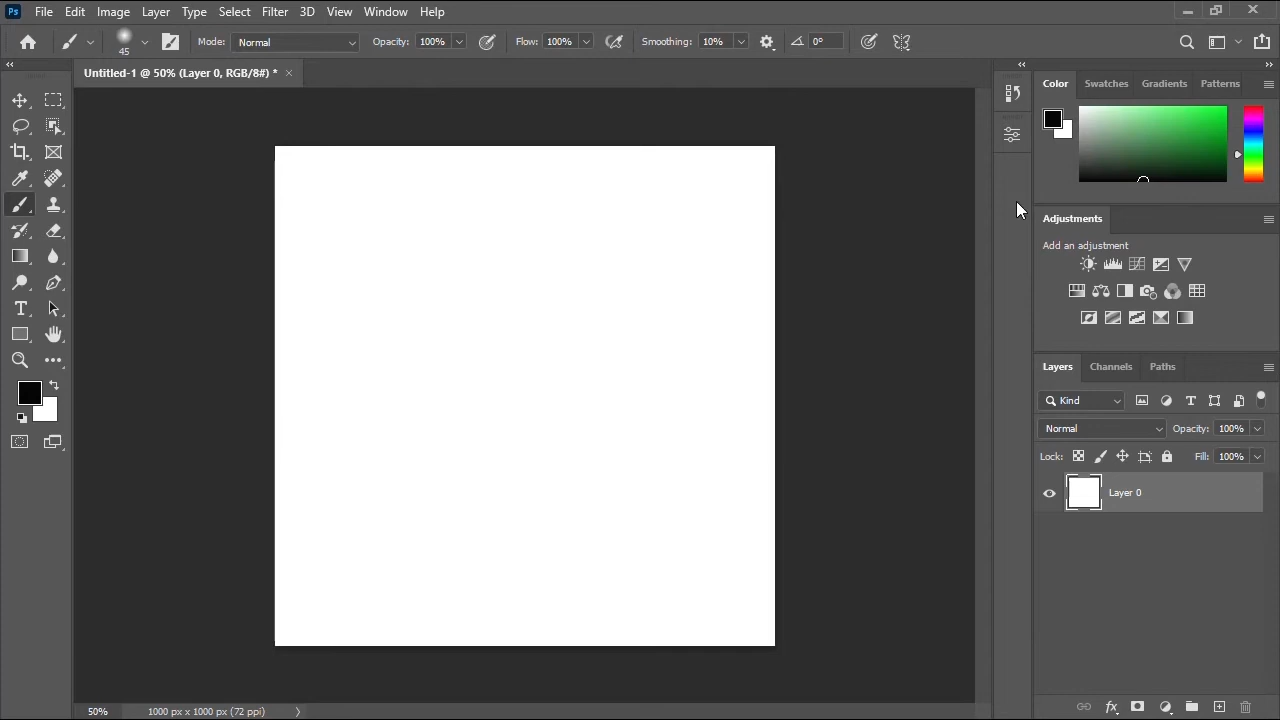 Ps File Edit Image Layer Type Select Filter 3D View Window Help
45 Mode: Normal Opacity: 100% Flow: 100% Smoothing: 10% 0°
Untitled-1 @ 50% (Layer 0, RGB/8#) * ×
Color Swatches Gradients Patterns
Adjustments
Add an adjustment
Layers Channels Paths
Kind
Normal Opacity: 100%
Lock: Fill: 100%
Layer 0
50% 1000 px x 1000 px (72 ppi)